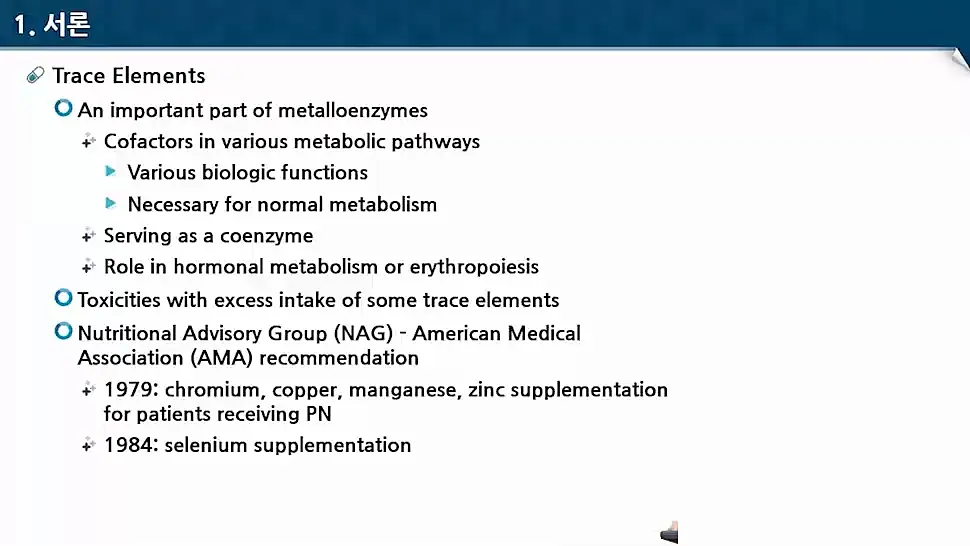 1. 서론
Trace Elements
An important part of metalloenzymes
Cofactors in various metabolic pathways
Various biologic functions
Necessary for normal metabolism
Serving as a coenzyme
Role in hormonal metabolism or erythropoiesis
Toxicities with excess intake of some trace elements
Nutritional Advisory Group (NAG) - American Medical
Association (AMA) recommendation
1979: chromium, copper, manganese, zinc supplementation
for patients receiving PN
1984: selenium supplementation